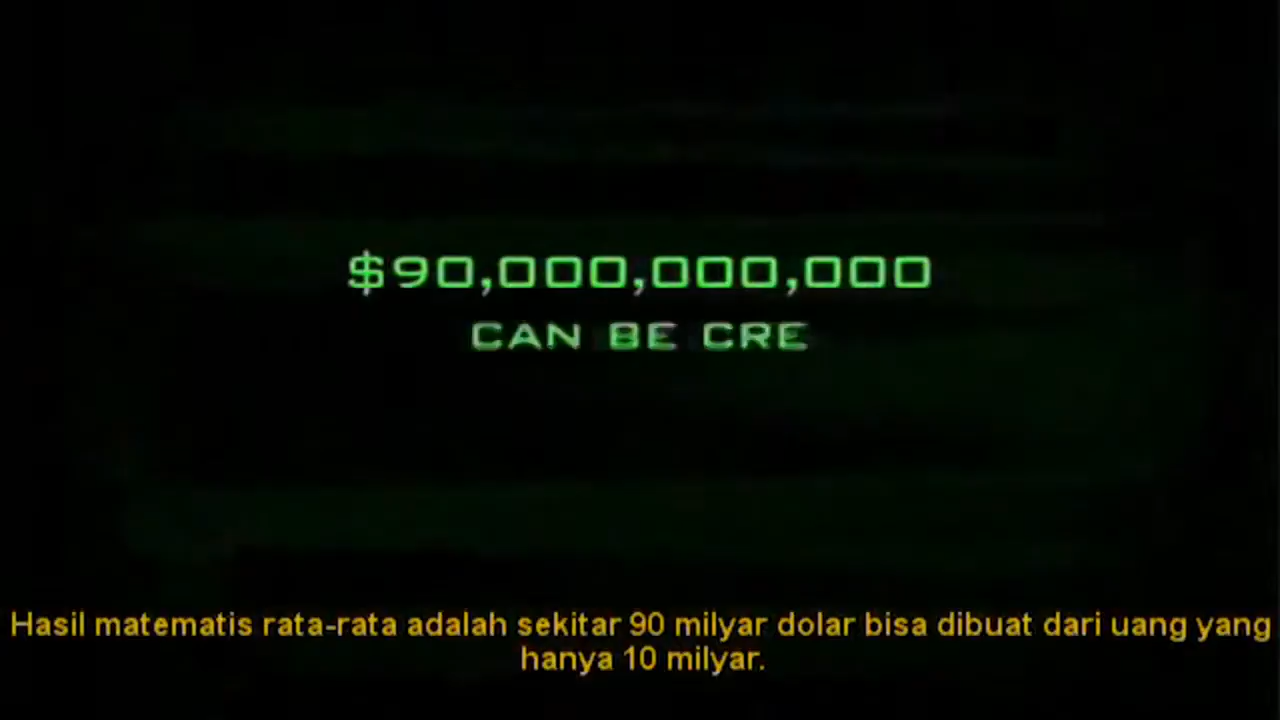 $90,000,000,000
CAN BE CRE
Hasil matematis rata-rata adalah sekitar 90 milyar dolar bisa dibuat dari uang yang
hanya 10 milyar.